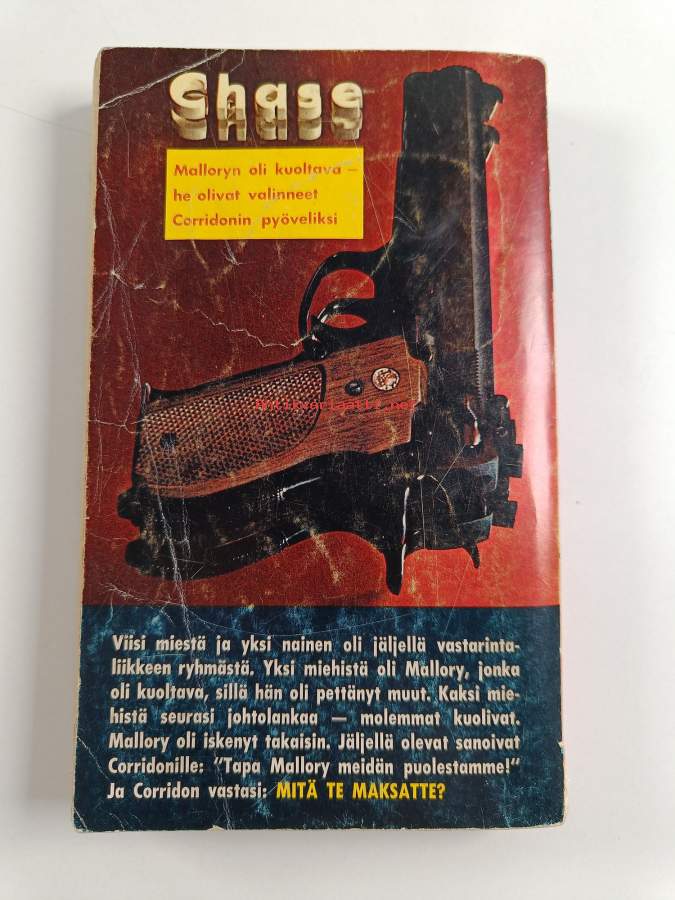 Chase
Malloryn oli kuoltava –
he olivat valinneet
Corridonin pyöveliksi
Antikvariaatti.net
Viisi miestä ja yksi nainen oli jäljellä vastarinta-
liikkeen ryhmästä. Yksi miehistä oli Mallory, jonka
oli kuoltava, sillä hän oli pettänyt muut. Kaksi mie-
histä seurasi johtolankaa — molemmat kuolivat.
Mallory oli iskenyt takaisin. Jäljellä olevat sanoivat
Corridonille: "Tapa Mallory meidän puolestamme!"
Ja Corridon vastasi: MITÄ TE MAKSATTE?